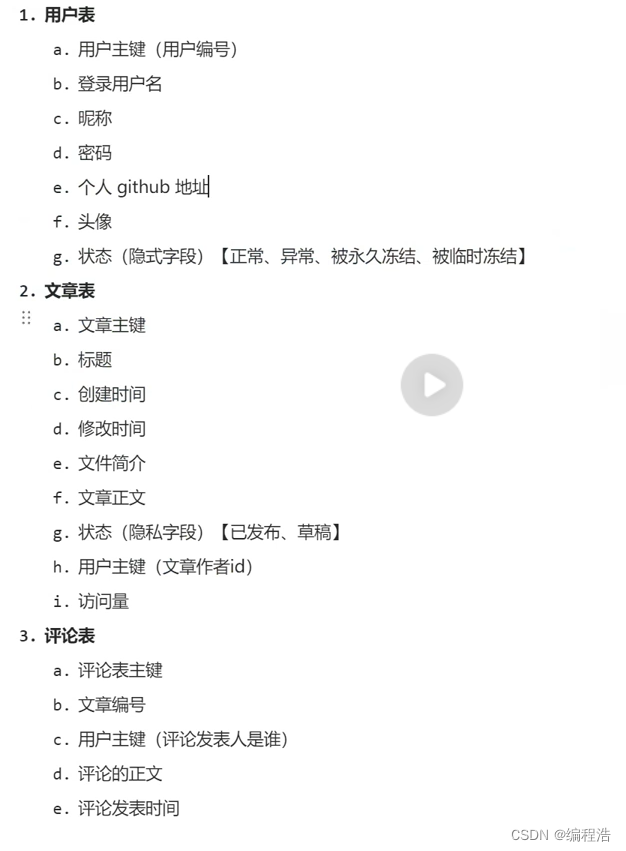 1. 用户表
a. 用户主键（用户编号）
b. 登录用户名
c. 昵称
d. 密码
e. 个人 github 地址
f. 头像
g. 状态（隐式字段）【正常、异常、被永久冻结、被临时冻结】
2. 文章表
a. 文章主键
b. 标题
c. 创建时间
d. 修改时间
e. 文件简介
f. 文章正文
g. 状态（隐私字段）【已发布、草稿】
h. 用户主键（文章作者id）
i. 访问量
3. 评论表
a. 评论表主键
b. 文章编号
c. 用户主键（评论发表人是谁）
d. 评论的正文
e. 评论发表时间
CSDN @编程浩